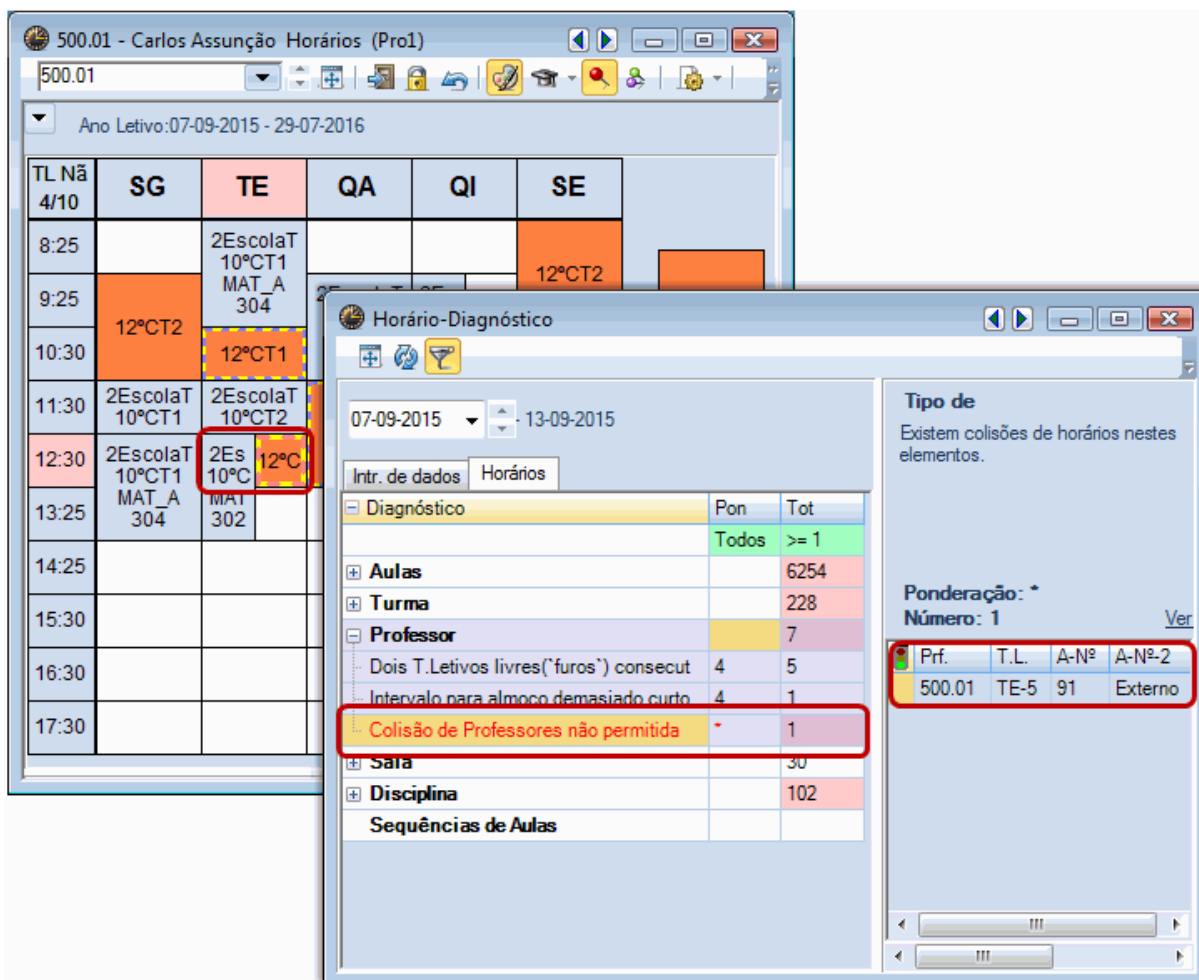 500.01 - Carlos Assunção Horários (Pro1)
500.01
Ano Letivo:07-09-2015 - 29-07-2016
TL Nã
4/10
SG TE QA QI SE
8:25
2EscolaT
10ºCT1
MAT_A
304
12ºCT2
9:25
12ºCT2
10:30
12ºCT1
11:30
2EscolaT
10ºCT1
2EscolaT
10ºCT2
12:30
2EscolaT
10ºCT1
MAT_A
304
2Es
10ºC
MAT
302
12ºC
13:25
14:25
15:30
16:30
17:30
Horário-Diagnóstico
07-09-2015 - 13-09-2015
Intr. de dados Horários
Diagnóstico Pon Tot
Todos >= 1
Aulas 6254
Turma 228
Professor 7
Dois T.Letivos livres(`furos`) consecut 4 5
Intervalo para almoço demasiado curto 4 1
Colisão de Professores não permitida * 1
Sala 30
Disciplina 102
Sequências de Aulas
Tipo de
Existem colisões de horários nestes
elementos.
Ponderação: *
Número: 1 Ver
Prf. T.L. A-Nº A-Nº-2
500.01 TE-5 91 Externo